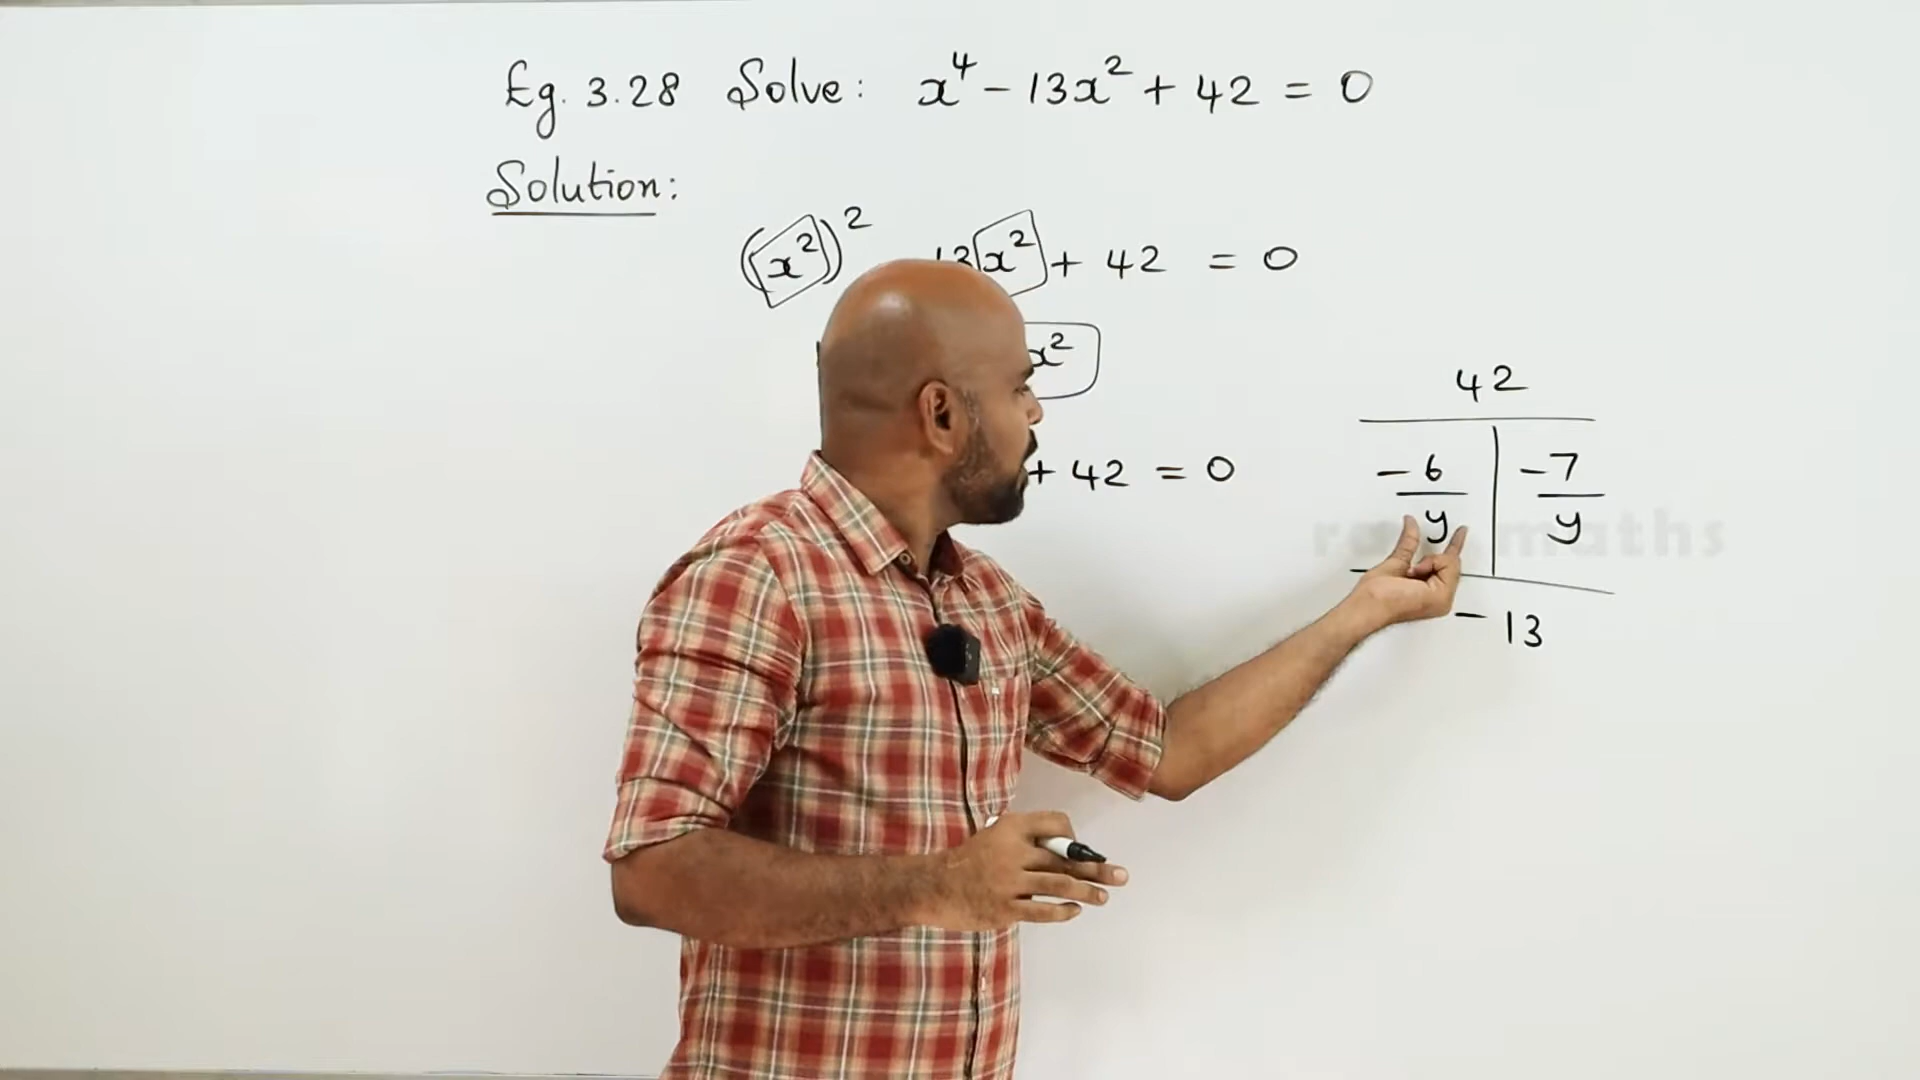 Eg. 3.28 Solve: x⁴ - 13x² + 42 = 0
Solution:
(x²)² 13x² + 42 = 0
x²
+ 42 = 0
42
-6/y | -7/y
-13
maths